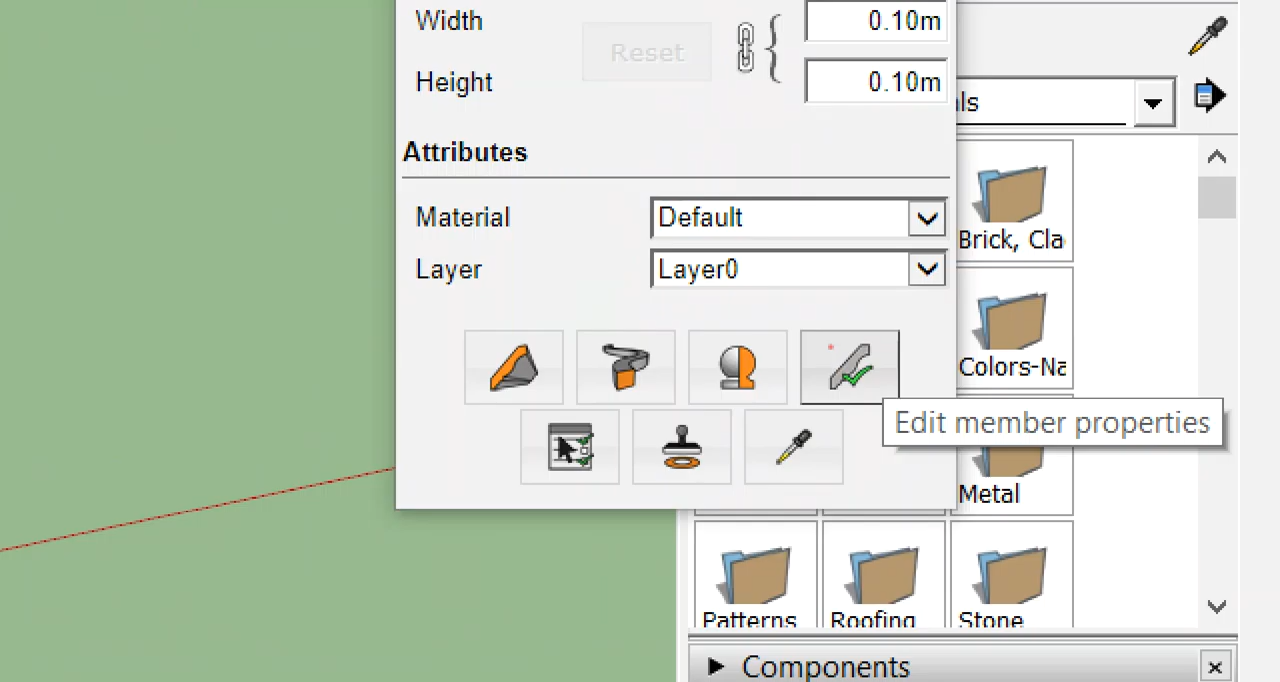 Width
Reset
0.10m
Height
0.10m
Attributes
Material
Default
Layer
Layer0
Edit member properties
ls
Brick, Cla
Colors-Na
Metal
Patterns
Roofing
Stone
Components